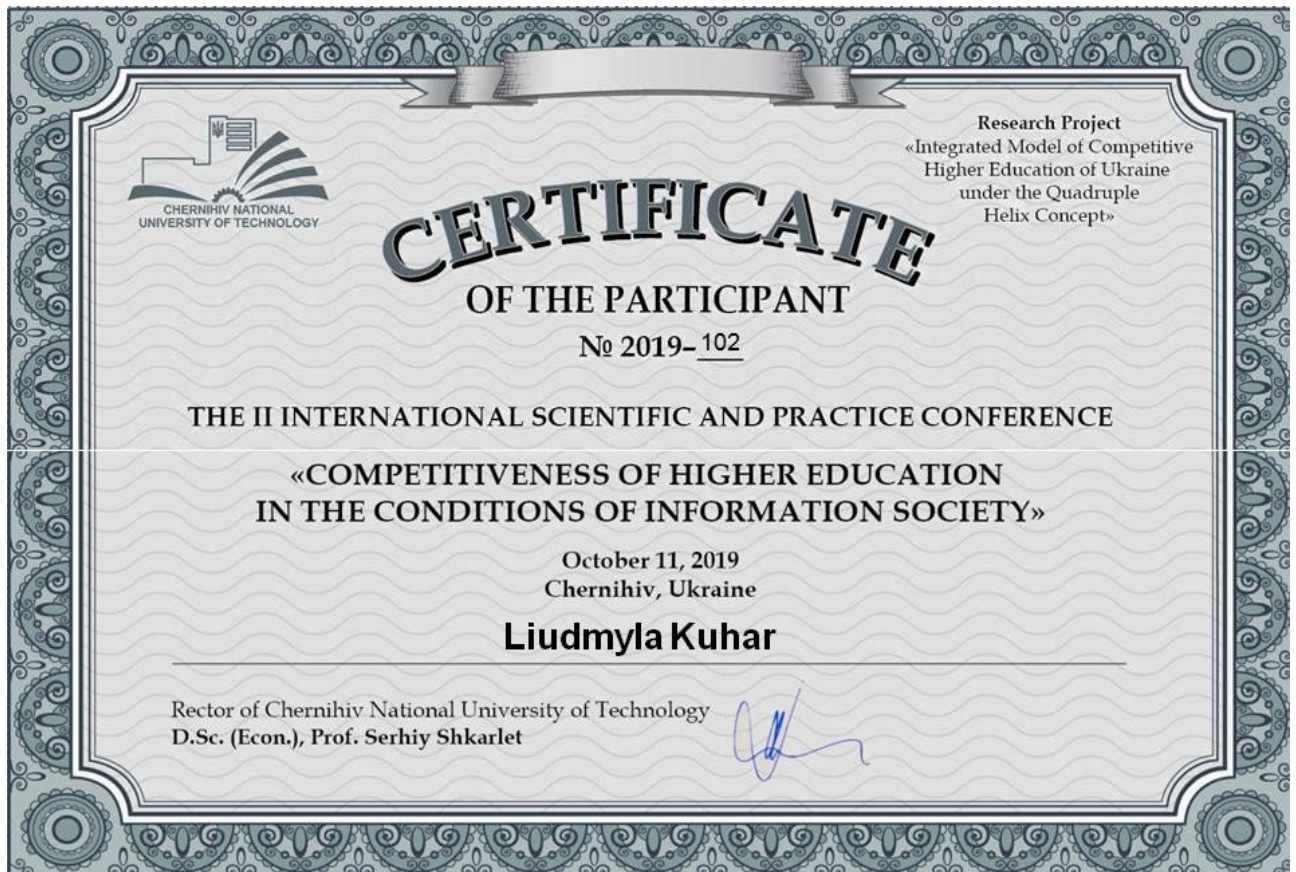 CHERNIHIV NATIONAL
UNIVERSITY OF TECHNOLOGY
Research Project
«Integrated Model of Competitive
Higher Education of Ukraine
under the Quadruple
Helix Concept»
CERTIFICATE
OF THE PARTICIPANT
№ 2019–102
THE II INTERNATIONAL SCIENTIFIC AND PRACTICE CONFERENCE
«COMPETITIVENESS OF HIGHER EDUCATION
IN THE CONDITIONS OF INFORMATION SOCIETY»
October 11, 2019
Chernihiv, Ukraine
Liudmyla Kuhar
Rector of Chernihiv National University of Technology
D.Sc. (Econ.), Prof. Serhiy Shkarlet